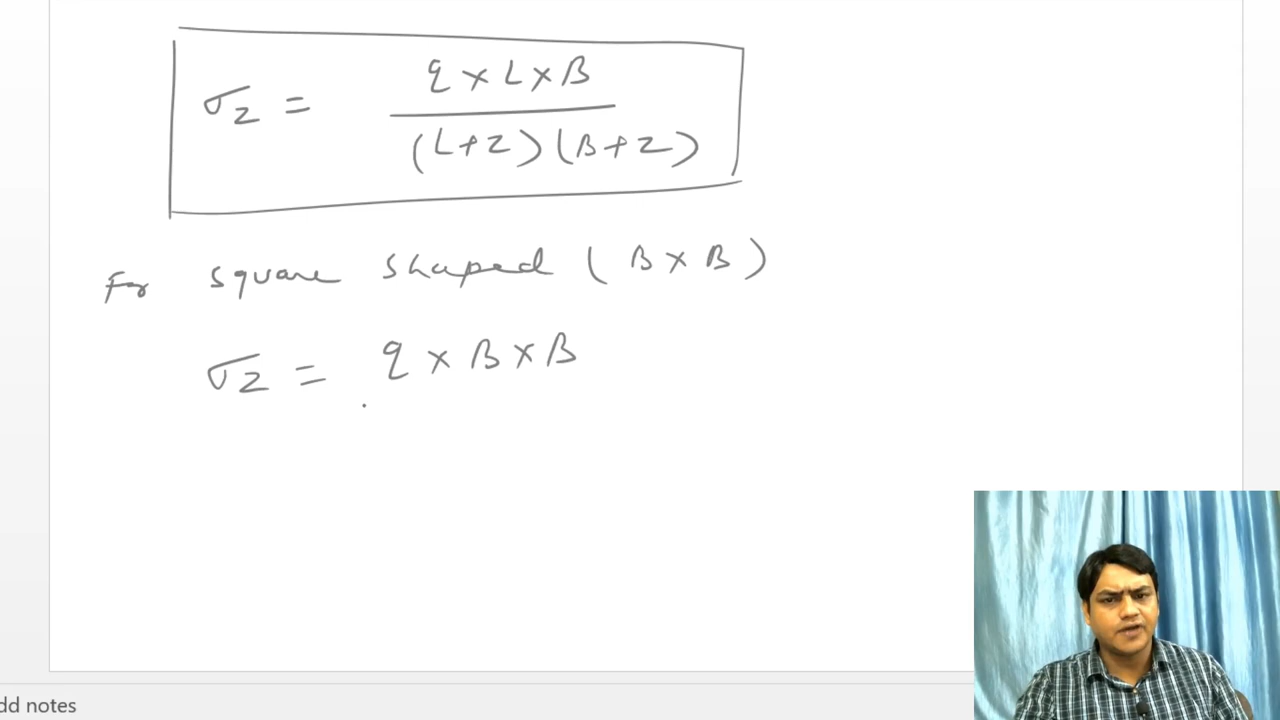 σz = q × L × B
(L+z) (B+z)
For square shaped ( B × B )
σz = q × B × B
dd notes